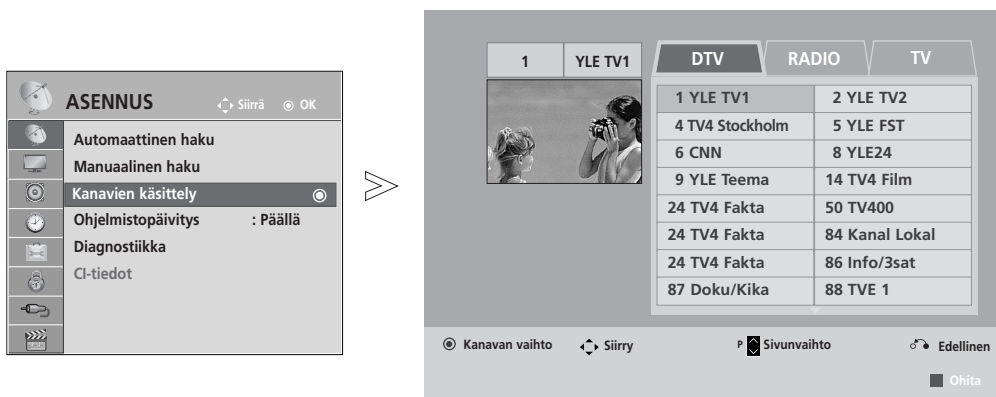 ASENNUS
Siirrä OK
Automaattinen haku
Manuaalinen haku
Kanavien käsittely
Ohjelmistopäivitys : Päällä
Diagnostiikka
CI-tiedot
1 YLE TV1
DTV RADIO TV
1 YLE TV1 2 YLE TV2
4 TV4 Stockholm 5 YLE FST
6 CNN 8 YLE24
9 YLE Teema 14 TV4 Film
24 TV4 Fakta 50 TV400
24 TV4 Fakta 84 Kanal Lokal
24 TV4 Fakta 86 Info/3sat
87 Doku/Kika 88 TVE 1
Kanavan vaihto Siirry P Sivunvaihto Edellinen
Ohita